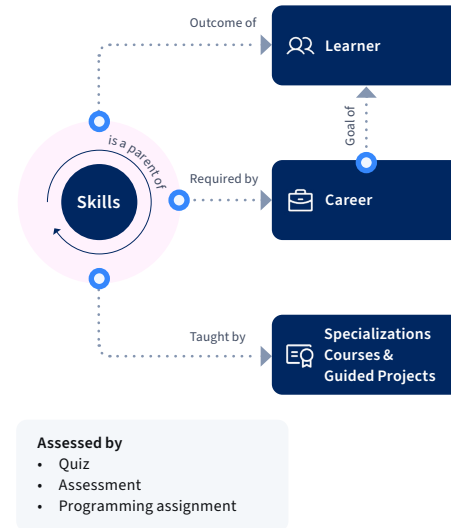 Outcome of
Learner
Goal of
is a parent of
Skills
Required by
Career
Taught by
Specializations
Courses &
Guided Projects
Assessed by
• Quiz
• Assessment
• Programming assignment